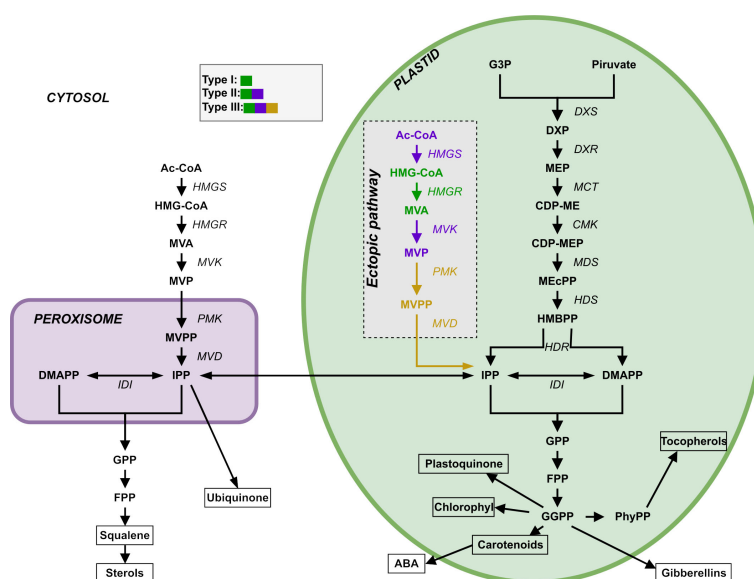 CYTOSOL
Type I:
Type II:
Type III:
Ac-CoA
HMGS
HMG-CoA
HMGR
MVA
MVK
MVP
PEROXISOME
PMK
MVPP
MVD
DMAPP
IDI
IPP
GPP
FPP
Squalene
Sterols
Ubiquinone
PLASTID
Ectopic pathway
Ac-CoA
HMGS
HMG-CoA
HMGR
MVA
MVK
MVP
PMK
MVPP
MVD
G3P
Piruvate
DXS
DXP
DXR
MEP
MCT
CDP-ME
CMK
CDP-MEP
MDS
MEcPP
HDS
HMBPP
HDR
IPP
IDI
DMAPP
GPP
FPP
GGPP
PhyPP
Tocopherols
Plastoquinone
Chlorophyl
Carotenoids
ABA
Gibberellins